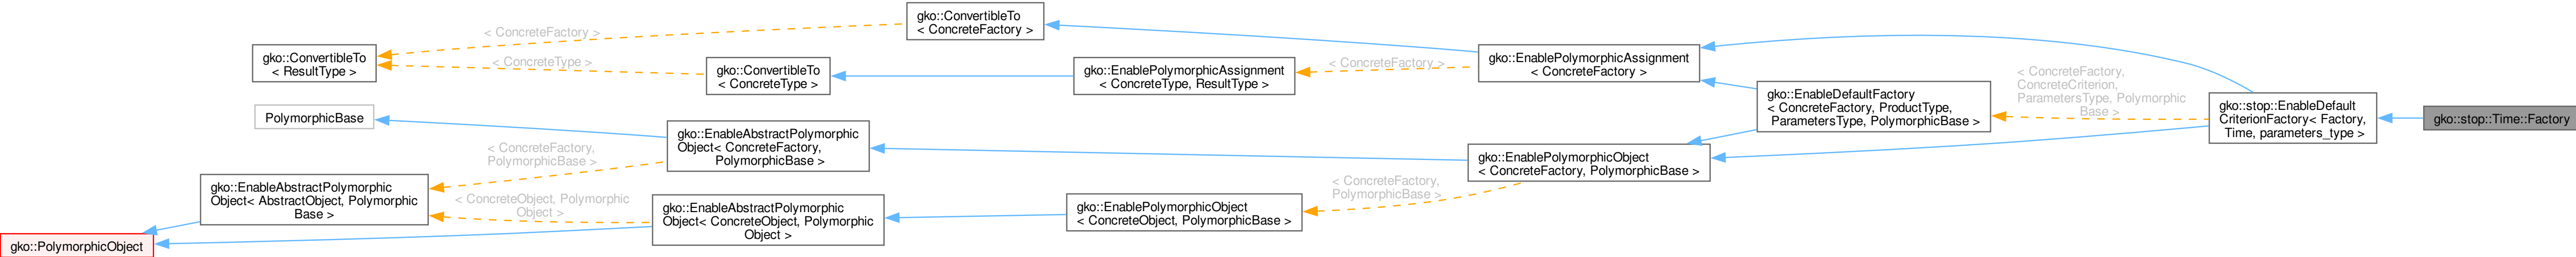 gko::ConvertibleTo
< ConcreteFactory >
< ConcreteFactory >
gko::ConvertibleTo
< ResultType >
< ConcreteType >
gko::ConvertibleTo
< ConcreteType >
gko::EnablePolymorphicAssignment
< ConcreteType, ResultType >
< ConcreteFactory >
gko::EnablePolymorphicAssignment
< ConcreteFactory >
gko::EnableDefaultFactory
< ConcreteFactory, ProductType,
ParametersType, PolymorphicBase >
< ConcreteFactory,
ConcreteCriterion,
ParametersType, Polymorphic
Base >
gko::stop::EnableDefault
CriterionFactory< Factory,
Time, parameters_type >
gko::stop::Time::Factory
PolymorphicBase
gko::EnableAbstractPolymorphic
Object< ConcreteFactory,
PolymorphicBase >
< ConcreteFactory,
PolymorphicBase >
gko::EnablePolymorphicObject
< ConcreteFactory, PolymorphicBase >
gko::EnableAbstractPolymorphic
Object< AbstractObject, Polymorphic
Base >
< ConcreteObject, Polymorphic
Object >
gko::EnableAbstractPolymorphic
Object< ConcreteObject, Polymorphic
Object >
gko::EnablePolymorphicObject
< ConcreteObject, PolymorphicBase >
< ConcreteFactory,
PolymorphicBase >
gko::PolymorphicObject